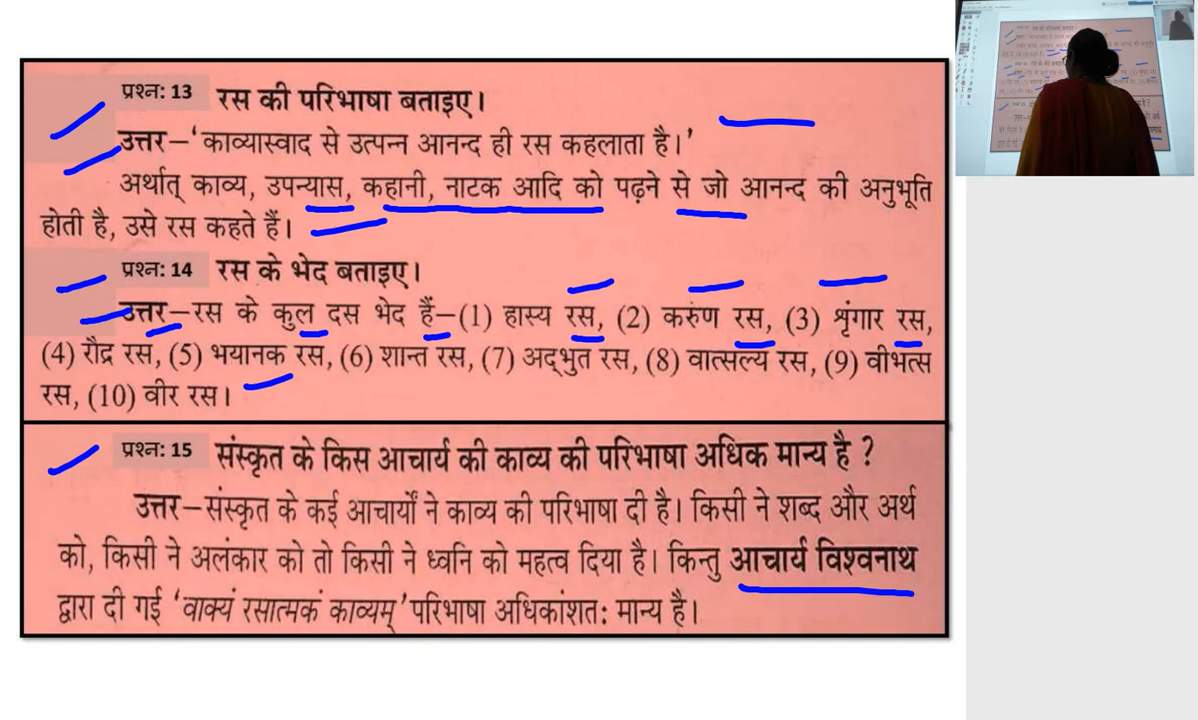 प्रश्न: 13 रस की परिभाषा बताइए।
उत्तर–'काव्यास्वाद से उत्पन्न आनन्द ही रस कहलाता है।'
अर्थात् काव्य, उपन्यास, कहानी, नाटक आदि को पढ़ने से जो आनन्द की अनुभूति
होती है, उसे रस कहते हैं।
प्रश्न: 14 रस के भेद बताइए।
उत्तर–रस के कुल दस भेद हैं–(1) हास्य रस, (2) करुंण रस, (3) शृंगार रस,
(4) रौद्र रस, (5) भयानक रस, (6) शान्त रस, (7) अद्‌भुत रस, (8) वात्सल्य रस, (9) वीभत्स
रस, (10) वीर रस।
प्रश्न: 15 संस्कृत के किस आचार्य की काव्य की परिभाषा अधिक मान्य है ?
उत्तर–संस्कृत के कई आचार्यों ने काव्य की परिभाषा दी है। किसी ने शब्द और अर्थ
को, किसी ने अलंकार को तो किसी ने ध्वनि को महत्व दिया है। किन्तु आचार्य विश्वनाथ
द्वारा दी गई 'वाक्यं रसात्मकं काव्यम्' परिभाषा अधिकांशत: मान्य है।